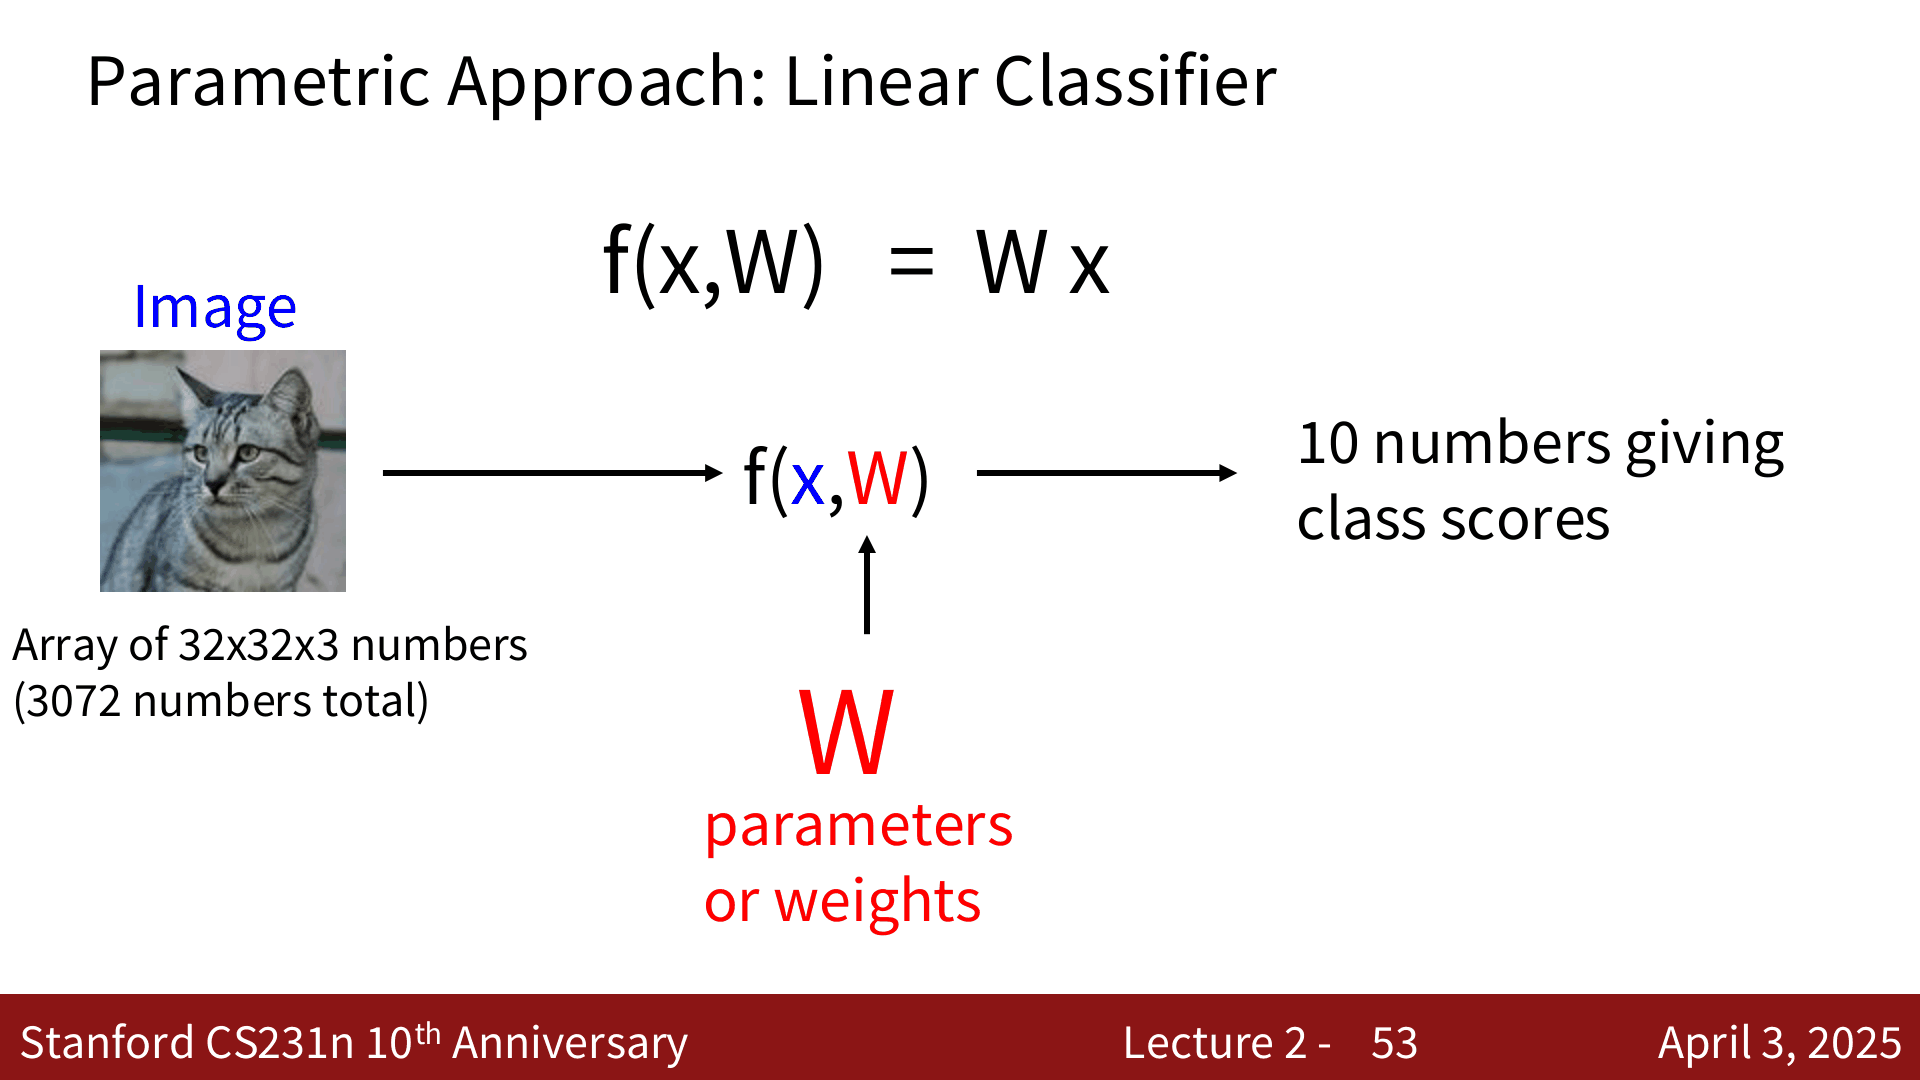 Parametric Approach: Linear Classifier
f(x,W) = W x
Image
f(x,W)
10 numbers giving
class scores
Array of 32x32x3 numbers
(3072 numbers total)
W
parameters
or weights
Stanford CS231n 10th Anniversary
Lecture 2 - 53
April 3, 2025